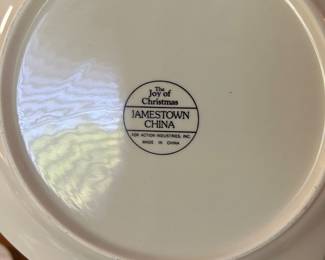 The
Joy of
Christmas
JAMESTOWN
CHINA
FOR ACTION INDUSTRIES, INC.
MADE IN CHINA